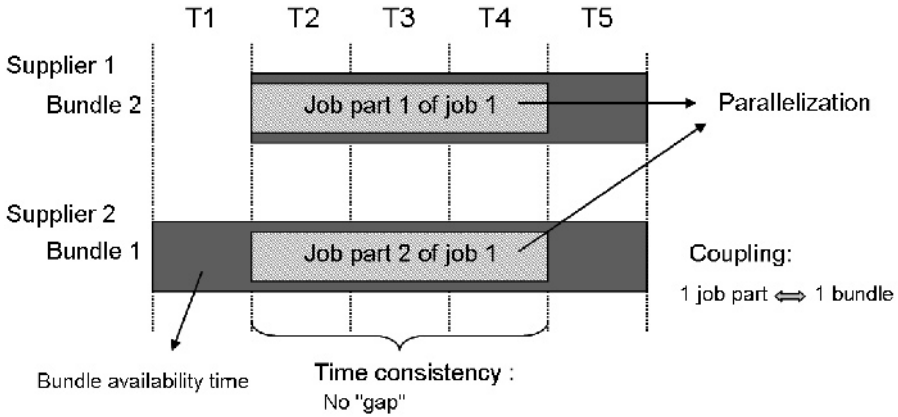 T1 T2 T3 T4 T5
Supplier 1
Bundle 2
Job part 1 of job 1
Parallelization
Supplier 2
Bundle 1
Job part 2 of job 1
Coupling:
1 job part ⇔ 1 bundle
Bundle availability time
Time consistency :
No "gap"